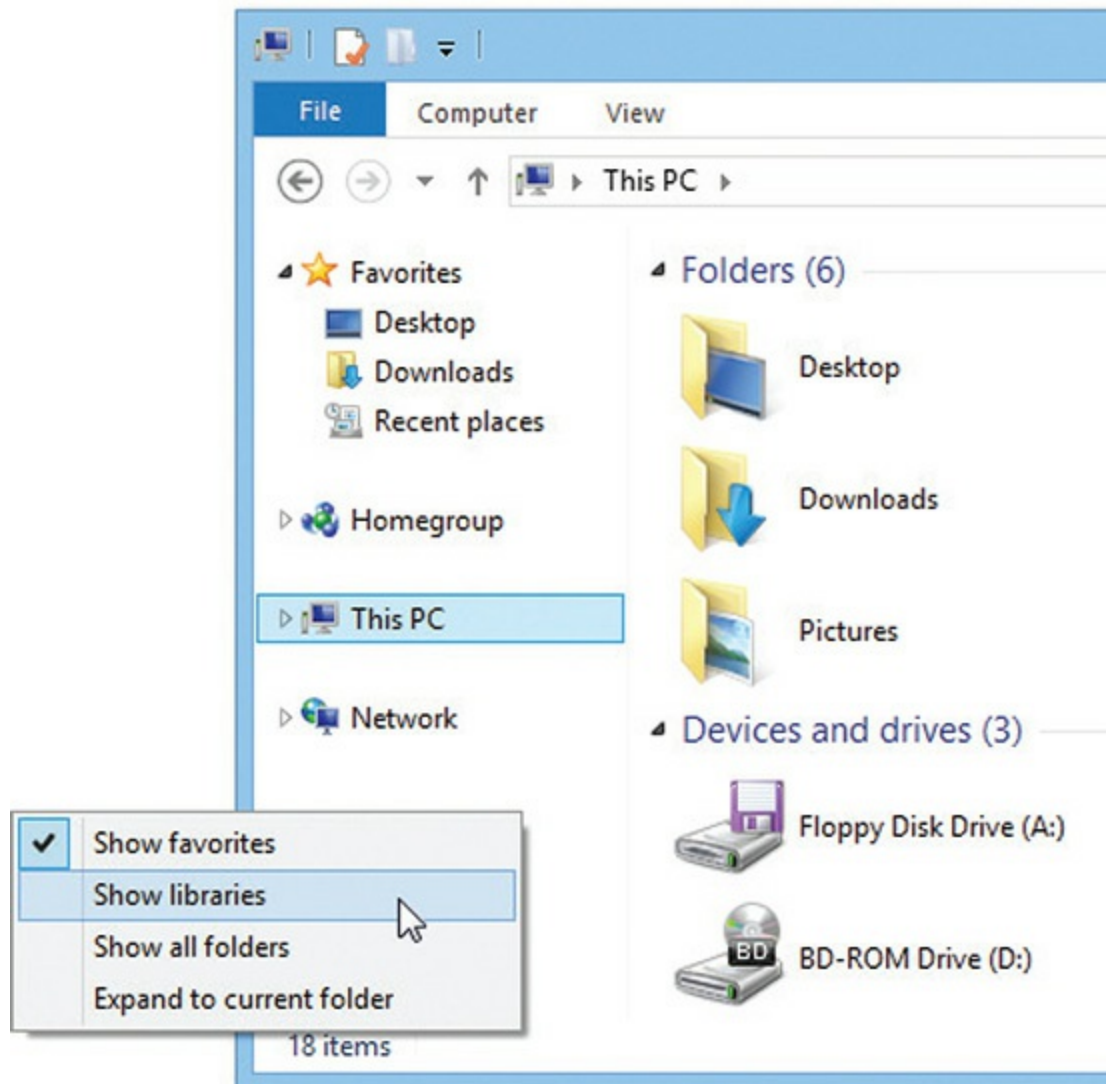 File Computer View
This PC
Favorites
Desktop
Downloads
Recent places
Homegroup
This PC
Network
Folders (6)
Desktop
Downloads
Pictures
Devices and drives (3)
Floppy Disk Drive (A:)
BD
BD-ROM Drive (D:)
Show favorites
Show libraries
Show all folders
Expand to current folder
18 items